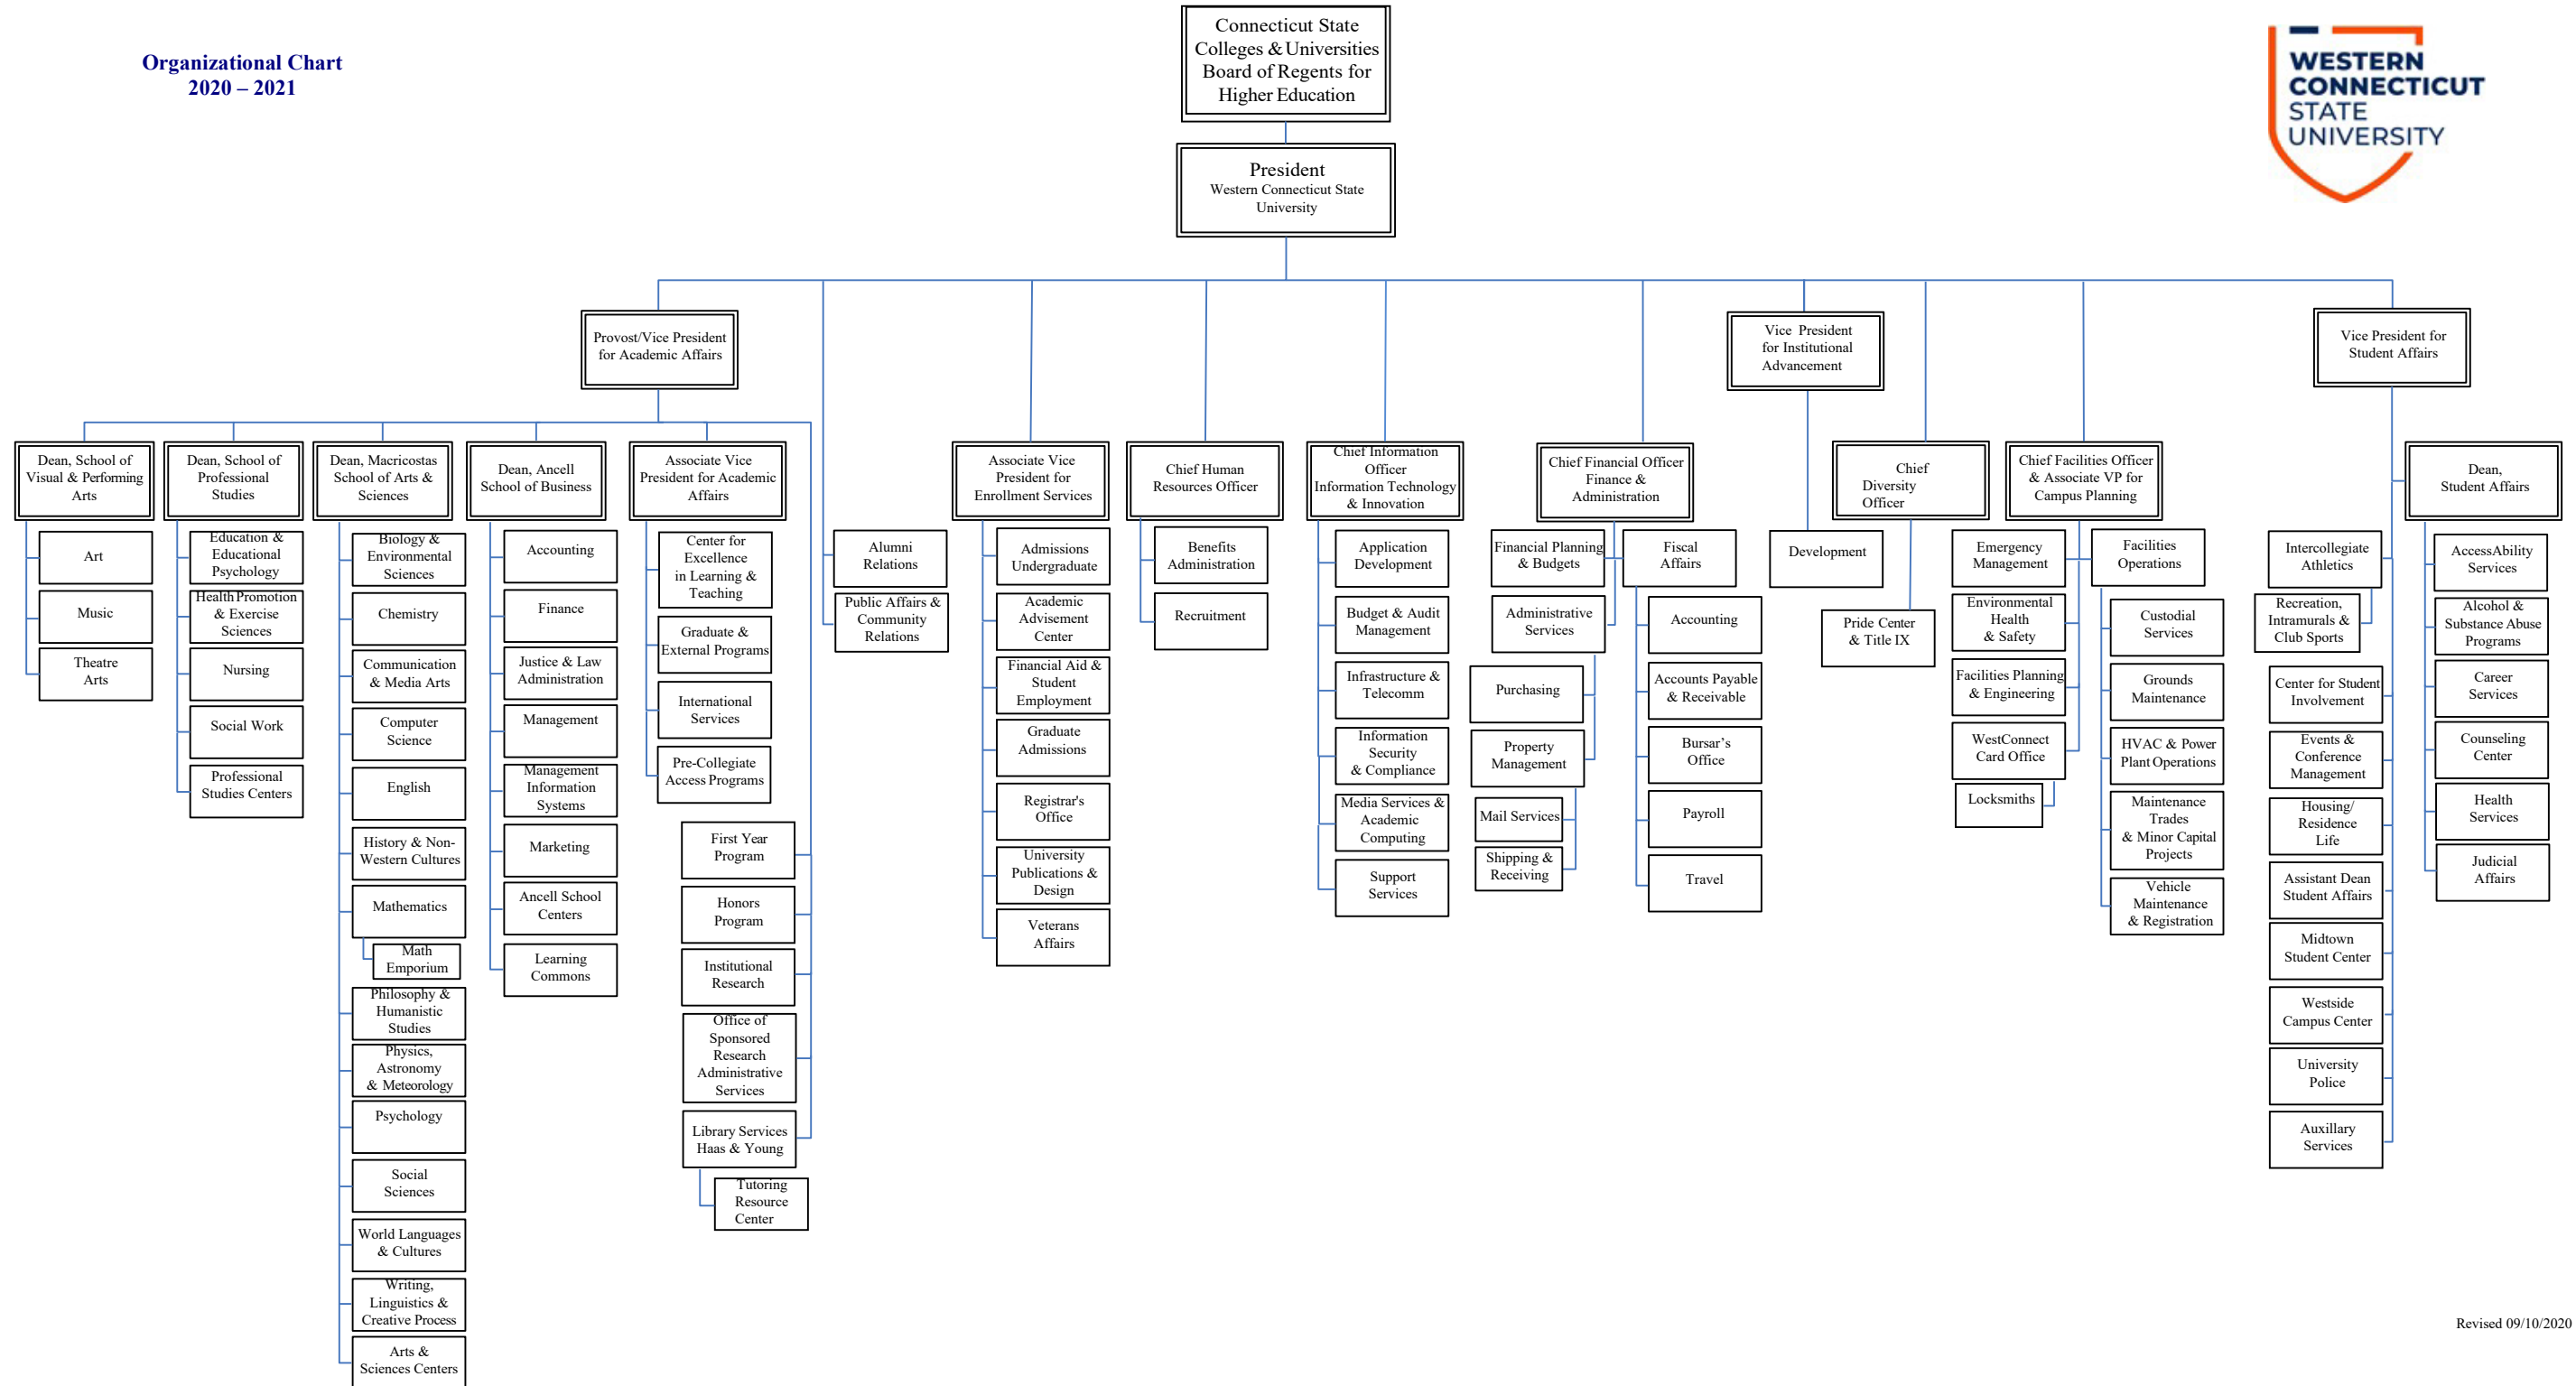 Organizational Chart
2020 – 2021
Connecticut State
Colleges & Universities
Board of Regents for
Higher Education
WESTERN
CONNECTICUT
STATE
UNIVERSITY
President
Western Connecticut State
University
Provost/Vice President
for Academic Affairs
Vice President
for Institutional
Advancement
Vice President for
Student Affairs
Dean, School of
Visual & Performing
Arts
Dean, School of
Professional
Studies
Dean, Macricostas
School of Arts &
Sciences
Dean, Ancell
School of Business
Associate Vice
President for Academic
Affairs
Associate Vice
President for
Enrollment Services
Chief Human
Resources Officer
Chief Information
Officer
Information Technology
& Innovation
Chief Financial Officer
Finance &
Administration
Chief
Diversity
Officer
Chief Facilities Officer
& Associate VP for
Campus Planning
Dean,
Student Affairs
Art
Music
Theatre
Arts
Education &
Educational
Psychology
Health Promotion
& Exercise
Sciences
Nursing
Social Work
Professional
Studies Centers
Biology &
Environmental
Sciences
Chemistry
Communication
& Media Arts
Computer
Science
English
History & Non-
Western Cultures
Mathematics
Math
Emporium
Philosophy &
Humanistic
Studies
Physics,
Astronomy
& Meteorology
Psychology
Social
Sciences
World Languages
& Cultures
Writing,
Linguistics &
Creative Process
Arts &
Sciences Centers
Accounting
Finance
Justice & Law
Administration
Management
Management
Information
Systems
Marketing
Ancell School
Centers
Learning
Commons
Center for
Excellence
in Learning &
Teaching
Graduate &
External Programs
International
Services
Pre-Collegiate
Access Programs
First Year
Program
Honors
Program
Institutional
Research
Office of
Sponsored
Research
Administrative
Services
Library Services
Haas & Young
Tutoring
Resource
Center
Alumni
Relations
Public Affairs &
Community
Relations
Admissions
Undergraduate
Academic
Advisement
Center
Financial Aid &
Student
Employment
Graduate
Admissions
Registrar's
Office
University
Publications &
Design
Veterans
Affairs
Benefits
Administration
Recruitment
Application
Development
Budget & Audit
Management
Infrastructure &
Telecomm
Information
Security
& Compliance
Media Services &
Academic
Computing
Support
Services
Financial Planning
& Budgets
Administrative
Services
Purchasing
Property
Management
Mail Services
Shipping &
Receiving
Fiscal
Affairs
Accounting
Accounts Payable
& Receivable
Bursar’s
Office
Payroll
Travel
Development
Pride Center
& Title IX
Emergency
Management
Environmental
Health
& Safety
Facilities Planning
& Engineering
WestConnect
Card Office
Locksmiths
Facilities
Operations
Custodial
Services
Grounds
Maintenance
HVAC & Power
Plant Operations
Maintenance
Trades
& Minor Capital
Projects
Vehicle
Maintenance
& Registration
Intercollegiate
Athletics
Recreation,
Intramurals &
Club Sports
Center for Student
Involvement
Events &
Conference
Management
Housing/
Residence
Life
Assistant Dean
Student Affairs
Midtown
Student Center
Westside
Campus Center
University
Police
Auxillary
Services
AccessAbility
Services
Alcohol &
Substance Abuse
Programs
Career
Services
Counseling
Center
Health
Services
Judicial
Affairs
Revised 09/10/2020